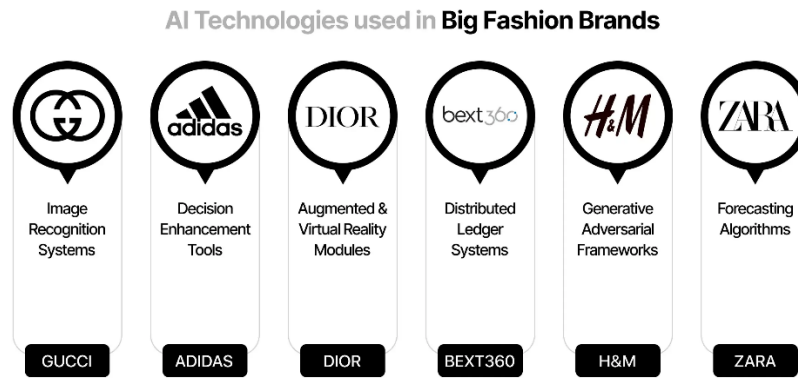 AI Technologies used in Big Fashion Brands
adidas
DIOR
bext360
H&M
ZARA
Image
Recognition
Systems
Decision
Enhancement
Tools
Augmented &
Virtual Reality
Modules
Distributed
Ledger
Systems
Generative
Adversarial
Frameworks
Forecasting
Algorithms
GUCCI
ADIDAS
DIOR
BEXT360
H&M
ZARA